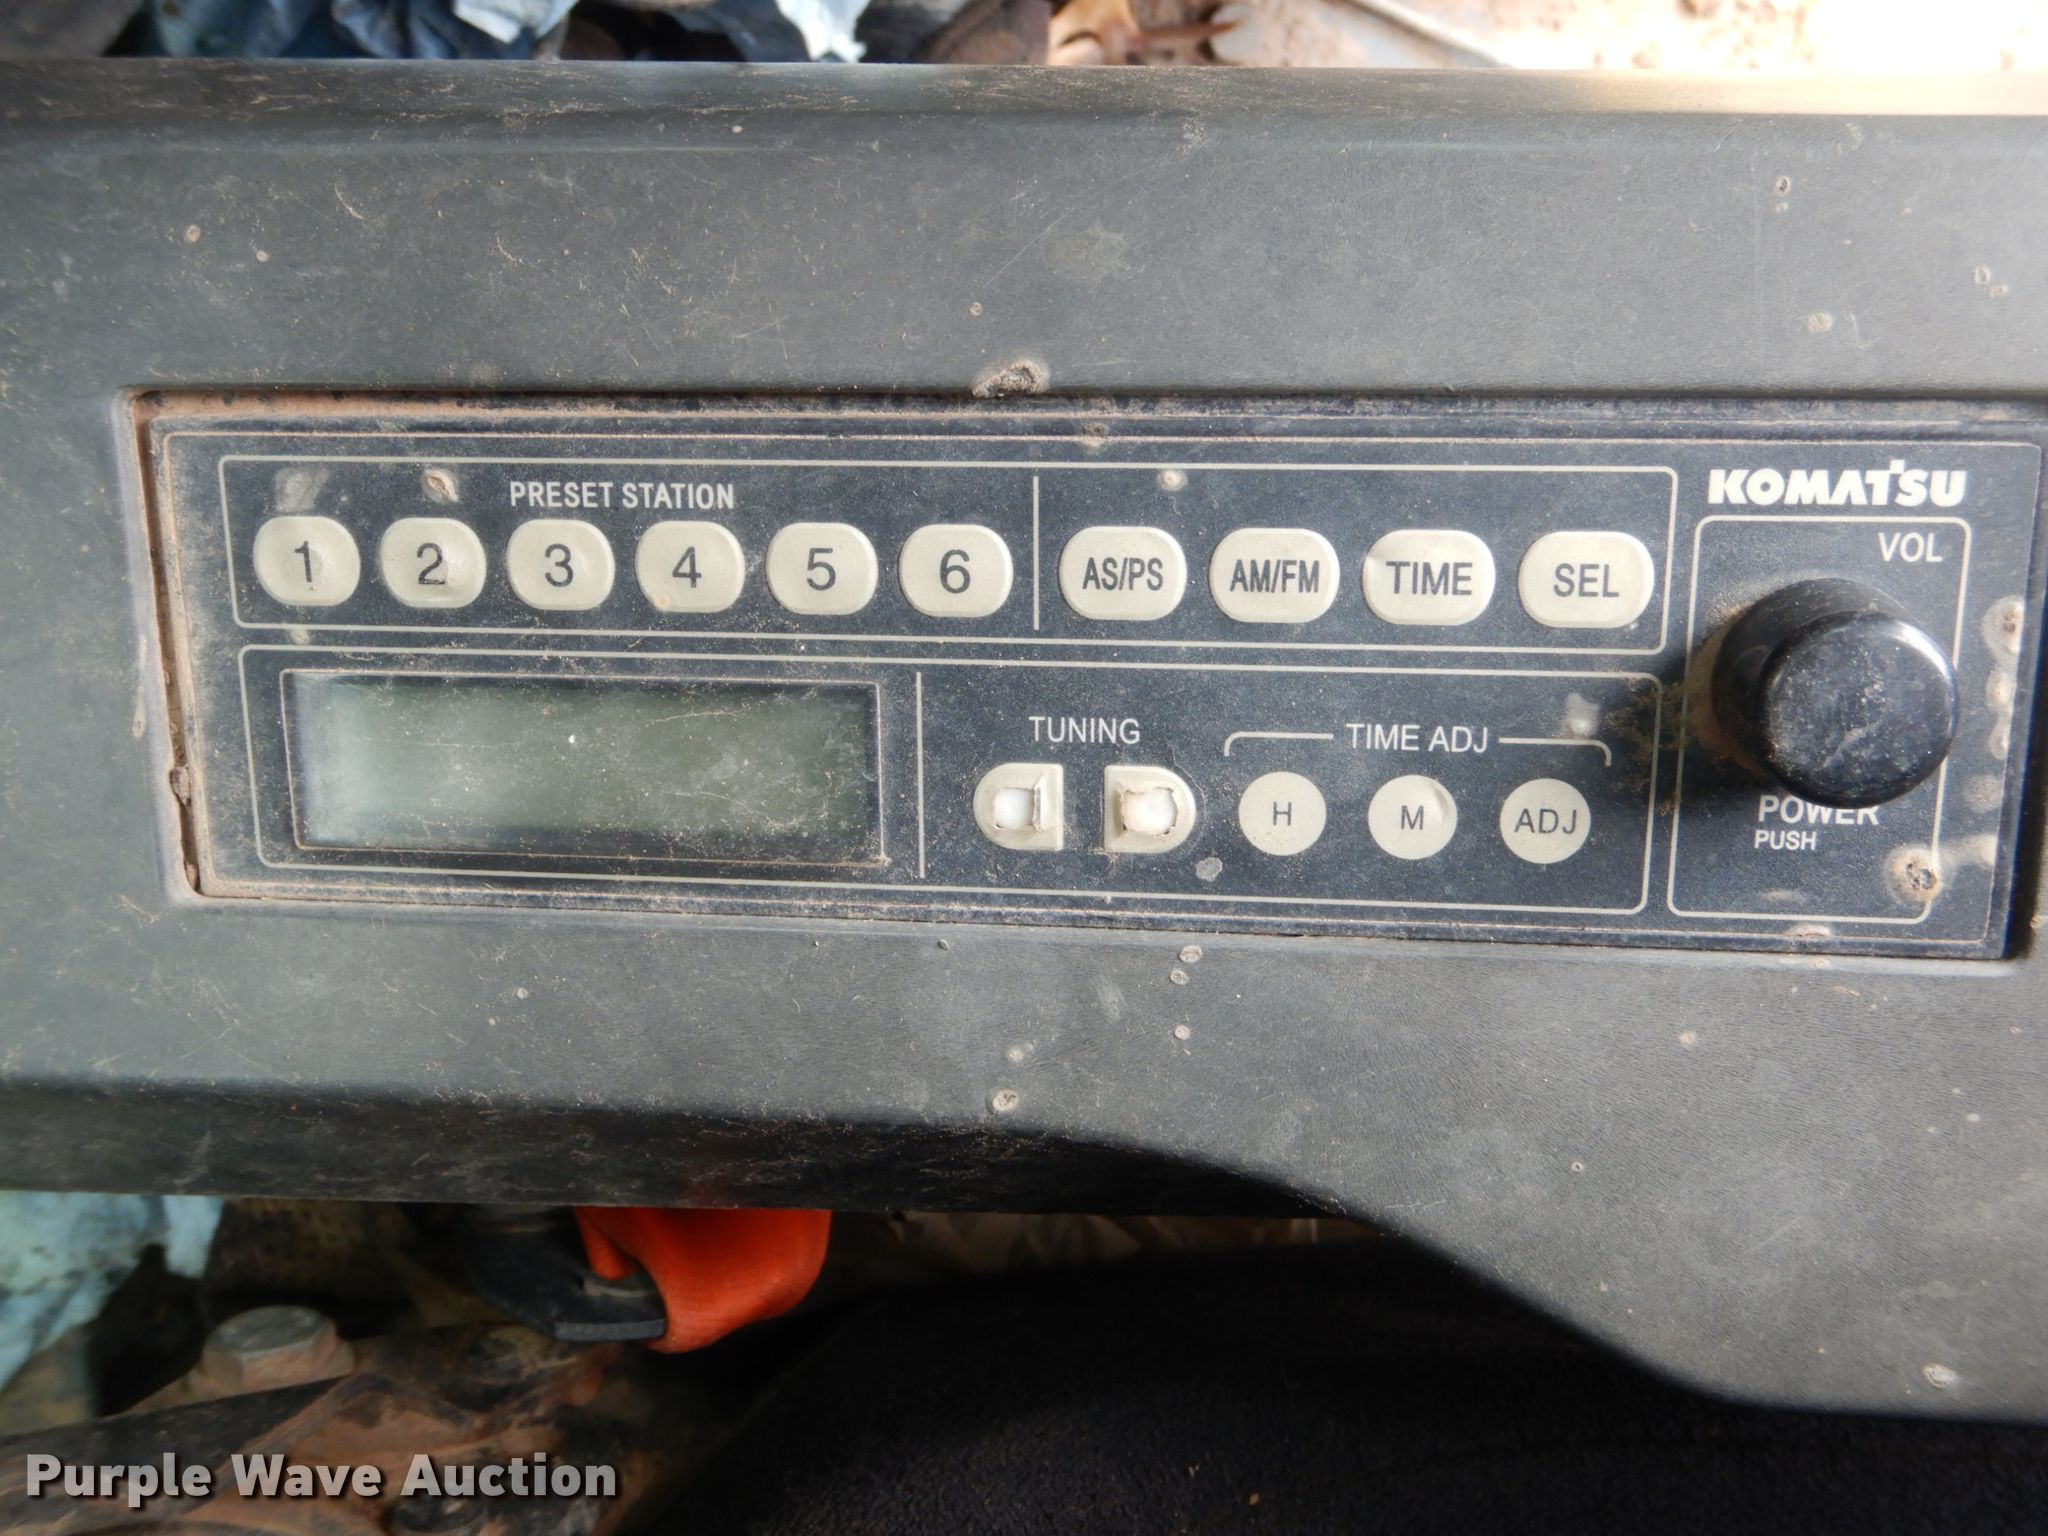 PRESET STATION
1 2 3 4 5 6 AS/PS AM/FM TIME SEL
KOMATSU
VOL
TUNING
TIME ADJ
H M ADJ
POWER
PUSH
Purple Wave Auction